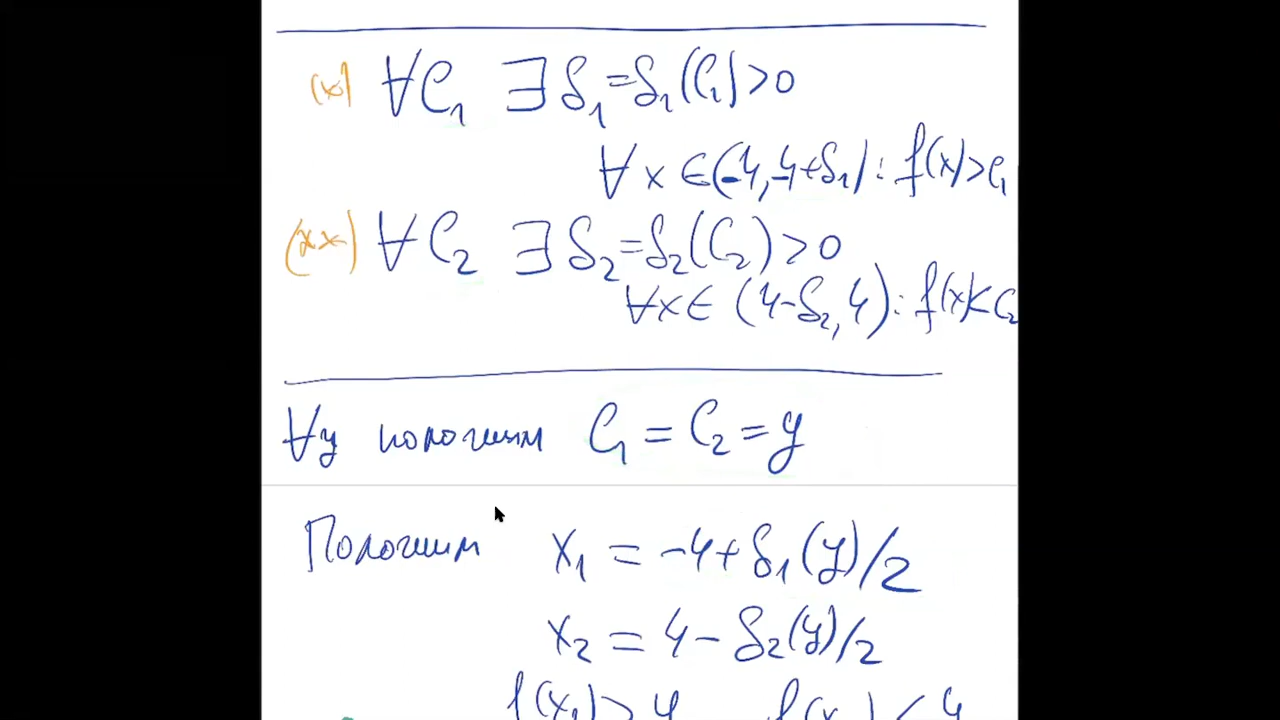 (x) ∀C₁ ∃ δ₁=δ₁(C₁)>0
∀ x ∈(-4,-4+δ₁): f(x)>C₁
(xx) ∀ C₂ ∃ δ₂=δ₂(C₂)>0
∀x∈ (4-δ₂,4): f(x)<C₂
∀y положим C₁ = C₂ = y
Положим x₁ = -4+δ₁(y)/2
x₂ = 4-δ₂(y)/2